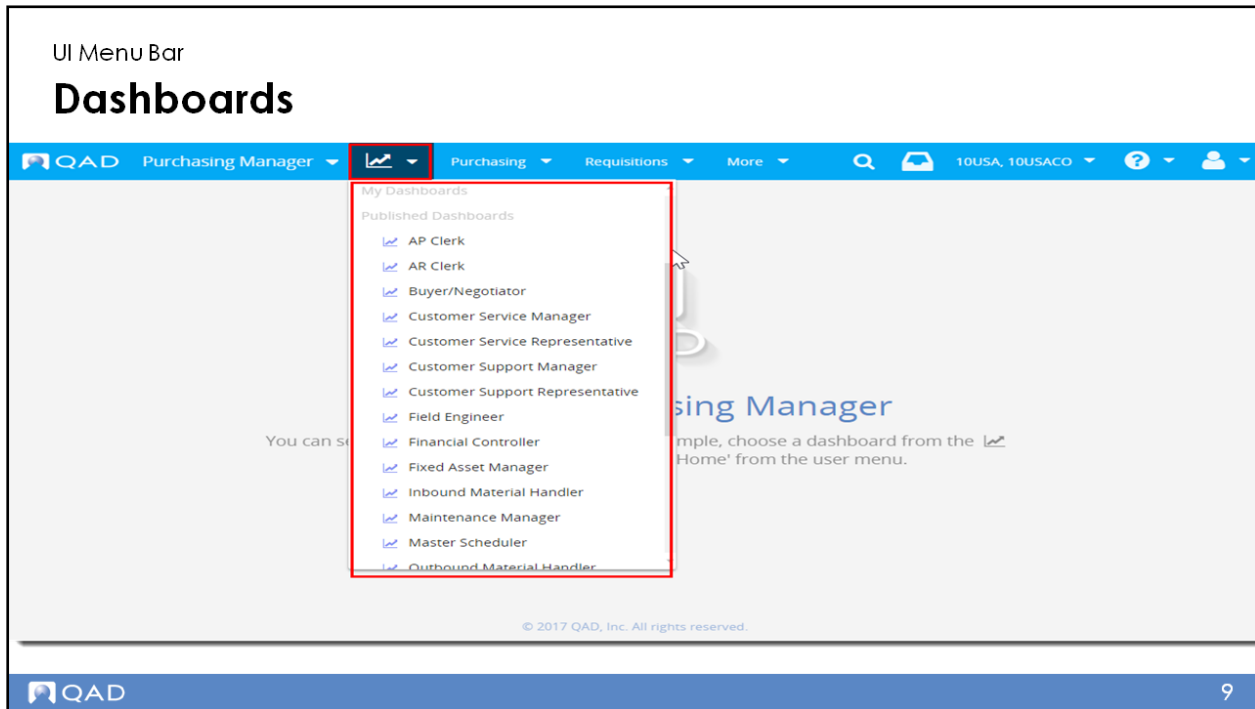 UI Menu Bar
Dashboards
QAD Purchasing Manager Purchasing Requisitions More 10USA, 10USACO ?
My Dashboards
Published Dashboards
AP Clerk
AR Clerk
Buyer/Negotiator
Customer Service Manager
Customer Service Representative
Customer Support Manager
Customer Support Representative
Field Engineer
sing Manager
Financial Controller
You can s
mple, choose a dashboard from the
Fixed Asset Manager
Home' from the user menu.
Inbound Material Handler
Maintenance Manager
Master Scheduler
Outbound Material Handler
© 2017 QAD, Inc. All rights reserved.
QAD 9